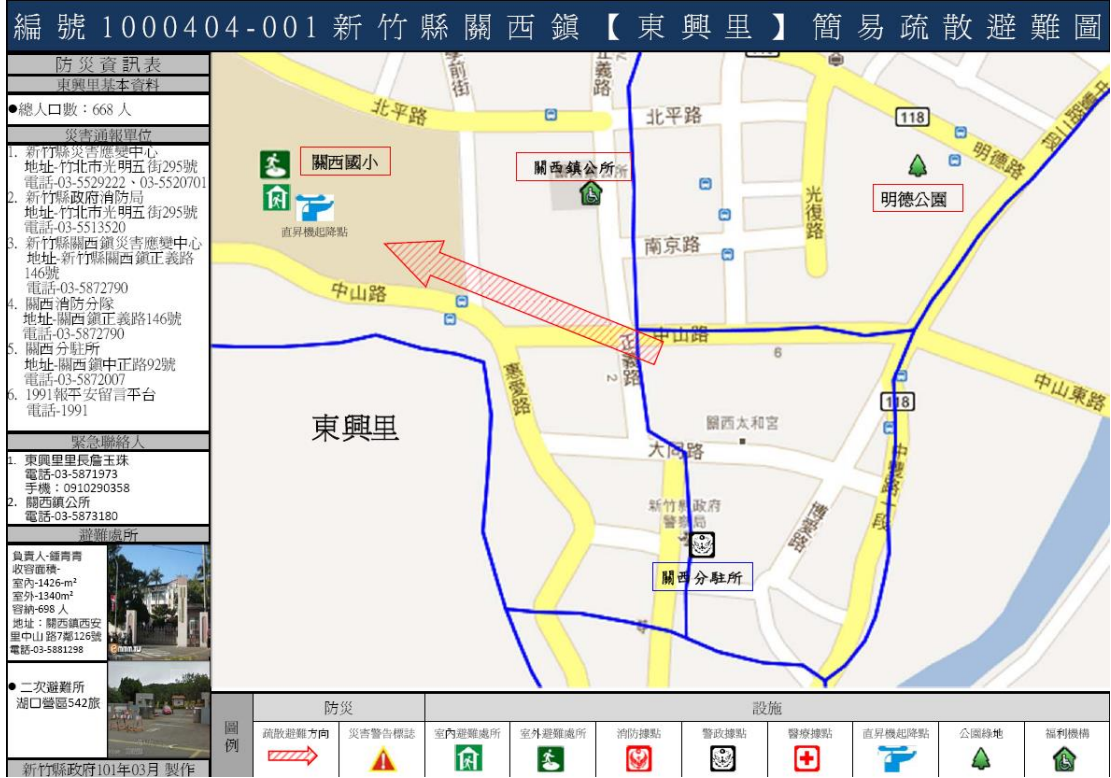 編號1000404-001新竹縣關西鎮【東興里】簡易疏散避難圖
防災資訊表
東興里基本資料
●總人口數：668 人
災害通報單位
1. 新竹縣災害應變中心
地址-竹北市光明五街295號
電話-03-5529222、03-5520701
2. 新竹縣政府消防局
地址-竹北市光明五街295號
電話-03-5513520
3. 新竹縣關西鎮災害應變中心
地址-新竹縣關西鎮正義路
146號
電話-03-5872790
4. 關西消防分隊
地址-關西鎮正義路146號
電話-03-5872790
5. 關西分駐所
地址-關西鎮中正路92號
電話-03-5872007
6. 1991報平安留言平台
電話-1991
緊急聯絡人
1. 東興里里長詹玉珠
電話-03-5871973
手機：0910290358
2. 關西鎮公所
電話-03-5873180
避難處所
負責人-鍾青青
收容面積-
室內-1426-m²
室外-1340m²
容納-698 人
地址：關西鎮西安
里中山路7鄰126號
電話-03-5881298
● 二次避難所
湖口營區542旅
新竹縣政府101年03月 製作
學前街
正義路
北平路
北平路
118
中豐路二段
明德路
關西國小
關西鎮公所
明德公園
光復路
直昇機起降點
南京路
中山路
中山路
正義路
2
6
惠愛路
中山東路
118
東興里
關西太和宮
大同路
中豐路一段
新竹縣政府
警察局
博愛路
關西分駐所
圖例
防災
設施
疏散避難方向
災害警告標誌
室內避難處所
室外避難處所
消防據點
警政據點
醫療據點
直昇機起降點
公園綠地
福利機構